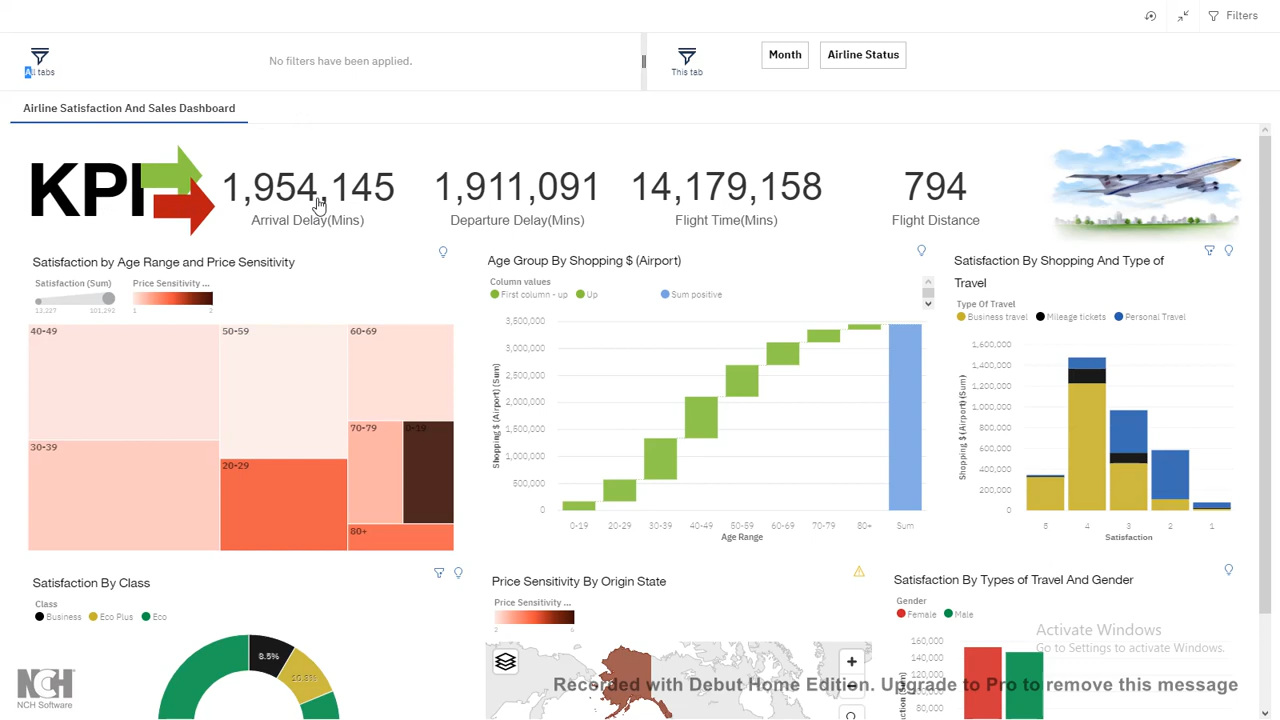 Filters
All tabs
No filters have been applied.
This tab
Month
Airline Status
Airline Satisfaction And Sales Dashboard
KPI
1,954,145
Arrival Delay(Mins)
1,911,091
Departure Delay(Mins)
14,179,158
Flight Time(Mins)
794
Flight Distance
Satisfaction by Age Range and Price Sensitivity
Satisfaction (Sum)
13,227
101,292
Price Sensitivity ...
1
2
40-49
50-59
60-69
30-39
20-29
70-79
0-19
80+
Age Group By Shopping $ (Airport)
Column values
First column - up
Up
Sum positive
Shopping $ (Airport) (Sum)
3,500,000
3,000,000
2,500,000
2,000,000
1,500,000
1,000,000
500,000
0
0-19
20-29
30-39
40-49
50-59
60-69
70-79
80+
Sum
Age Range
Satisfaction By Shopping And Type of
Travel
Type Of Travel
Business travel
Mileage tickets
Personal Travel
Shopping $ (Airport) (Sum)
1,600,000
1,400,000
1,200,000
1,000,000
800,000
600,000
400,000
200,000
0
5
4
3
2
1
Satisfaction
Satisfaction By Class
Class
Business
Eco Plus
Eco
8.5%
Price Sensitivity By Origin State
Price Sensitivity ...
2
Satisfaction By Types of Travel And Gender
Gender
Female
Male
160,000
140,000
80,000
Activate Windows
Go to Settings to activate Windows.
NCH
NCH Software
Recorded with Debut Home Edition. Upgrade to Pro to remove this message